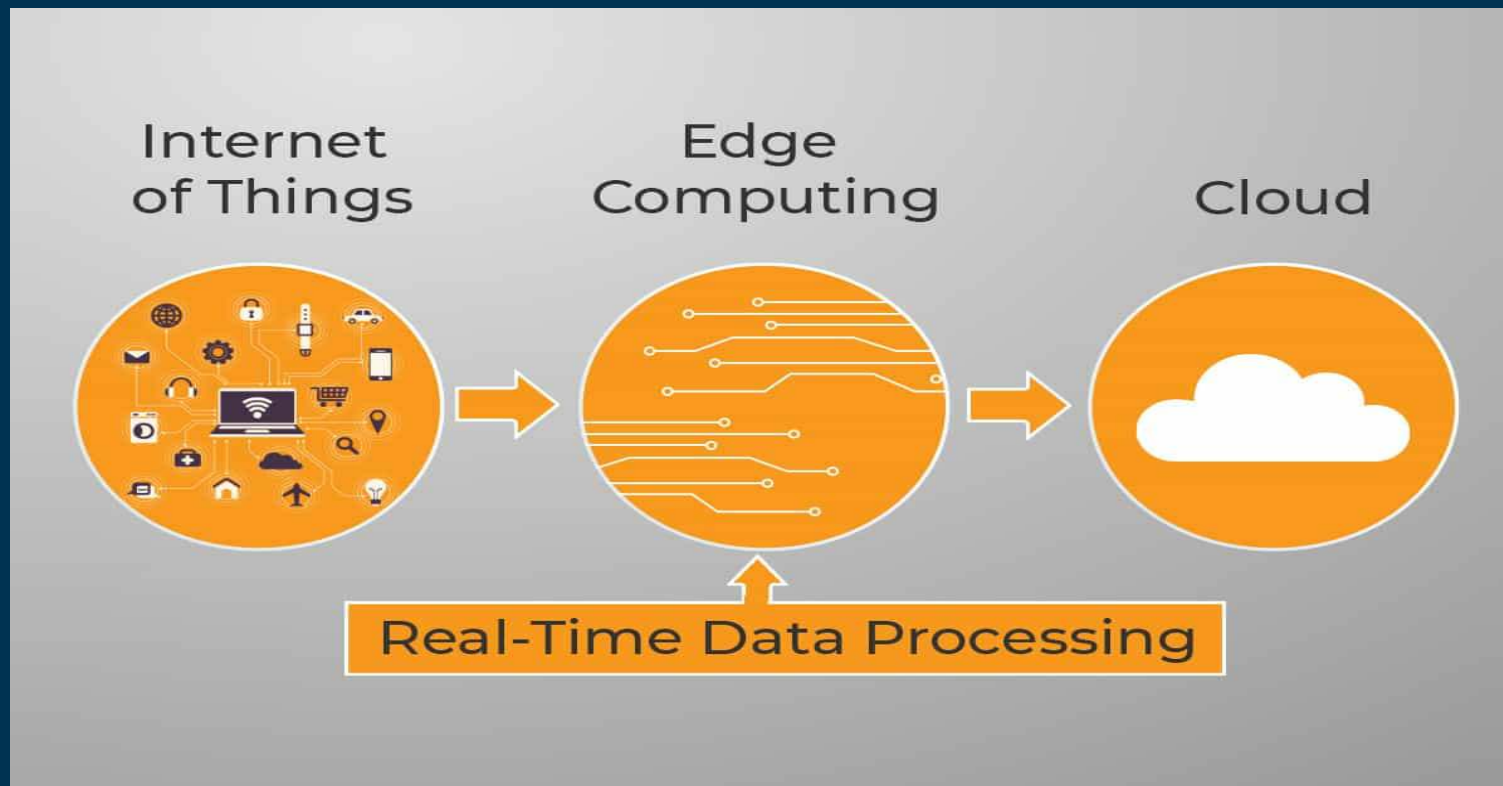 Internet
of Things
Edge
Computing
Cloud
Real-Time Data Processing